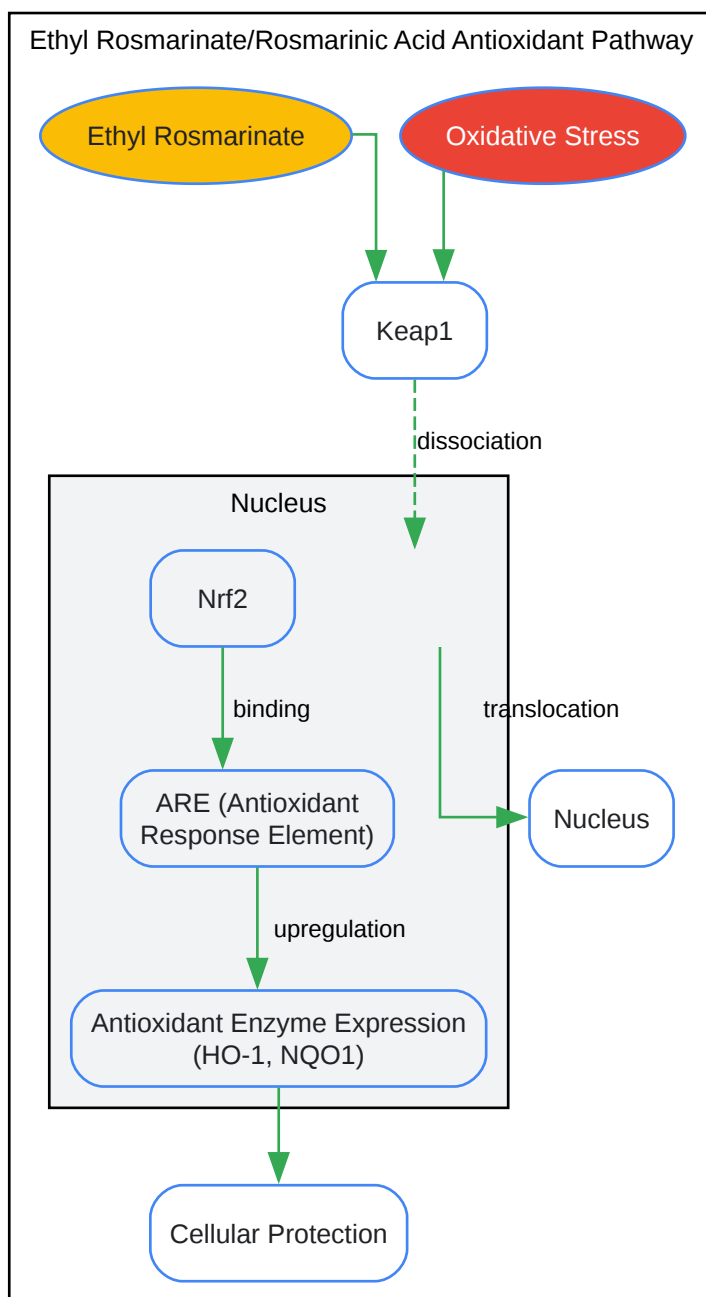 Ethyl Rosmarinate/Rosmarinic Acid Antioxidant Pathway
Ethyl Rosmarinate
Oxidative Stress
Keap1
dissociation
Nucleus
Nrf2
binding
translocation
ARE (Antioxidant
Response Element)
Nucleus
upregulation
Antioxidant Enzyme Expression
(HO-1, NQO1)
Cellular Protection